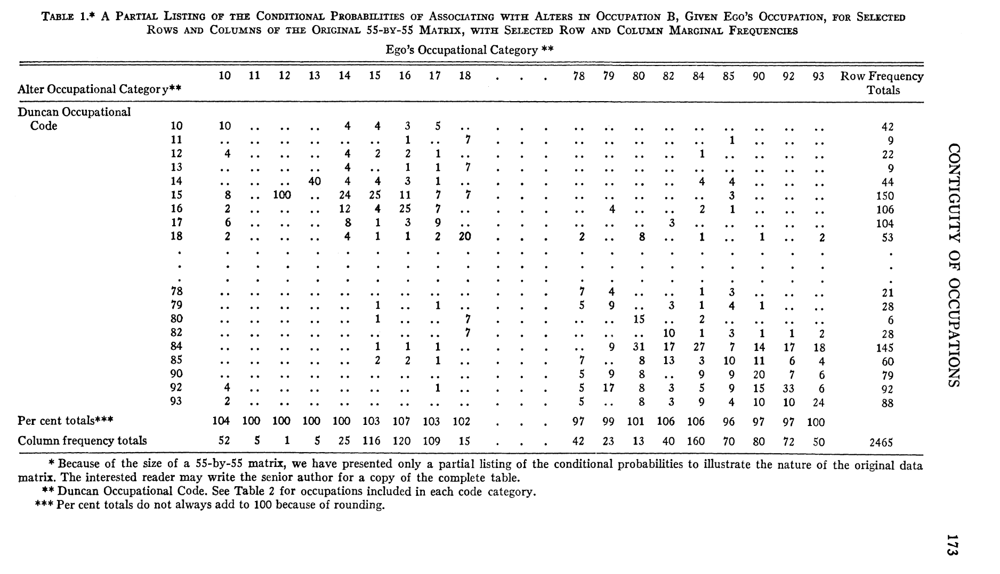 TABLE 1.* A PARTIAL LISTING OF THE CONDITIONAL PROBABILITIES OF ASSOCIATING WITH ALTERS IN OCCUPATION B, GIVEN EGO'S OCCUPATION, FOR SELECTED
ROWS AND COLUMNS OF THE ORIGINAL 55-BY-55 MATRIX, WITH SELECTED ROW AND COLUMN MARGINAL FREQUENCIES
Ego's Occupational Category **
10 11 12 13 14 15 16 17 18 . . . 78 79 80 82 84 85 90 92 93 Row Frequency
Alter Occupational Category** Totals
Duncan Occupational
Code 10 10 .. .. .. 4 4 3 5 .. . . . .. .. .. .. .. .. .. .. .. 42
11 .. .. .. .. .. .. 1 .. 7 . . . .. .. .. .. .. 1 .. .. .. 9
12 4 .. .. .. 4 2 2 1 .. . . . .. .. .. .. 1 .. .. .. .. 22
13 .. .. .. .. 4 .. 1 1 7 . . . .. .. .. .. .. .. .. .. .. 9
14 .. .. .. 40 4 4 3 1 .. . . . .. .. .. .. 4 4 .. .. .. 44
15 8 .. 100 .. 24 25 11 7 7 . . . .. .. .. .. .. 3 .. .. .. 150
16 2 .. .. .. 12 4 25 7 .. . . . .. 4 .. .. 2 1 .. .. .. 106
17 6 .. .. .. 8 1 3 9 .. . . . .. .. .. 3 .. .. .. .. .. 104
18 2 .. .. .. 4 1 1 2 20 . . . 2 .. 8 .. 1 .. 1 .. 2 53
. . . . . . . . . . . . . . . . . . . . . . .
. . . . . . . . . . . . . . . . . . . . . . .
. . . . . . . . . . . . . . . . . . . . . . .
78 .. .. .. .. .. .. .. .. .. . . . 7 4 .. .. 1 3 .. .. .. 21
79 .. .. .. .. .. 1 .. 1 .. . . . 5 9 .. 3 1 4 1 .. .. 28
80 .. .. .. .. .. 1 .. .. 7 . . . .. .. 15 .. 2 .. .. .. .. 6
82 .. .. .. .. .. .. .. .. 7 . . . .. .. .. 10 1 3 1 1 2 28
84 .. .. .. .. .. 1 1 1 .. . . . .. 9 31 17 27 7 14 17 18 145
85 .. .. .. .. .. 2 2 1 .. . . . 7 .. 8 13 3 10 11 6 4 60
90 .. .. .. .. .. .. .. .. .. . . . 5 9 8 .. 9 9 20 7 6 79
92 4 .. .. .. .. .. .. 1 .. . . . 5 17 8 3 5 9 15 33 6 92
93 2 .. .. .. .. .. .. .. .. . . . 5 .. 8 3 9 4 10 10 24 88
Per cent totals*** 104 100 100 100 100 103 107 103 102 . . . 97 99 101 106 106 96 97 97 100
Column frequency totals 52 5 1 5 25 116 120 109 15 . . . 42 23 13 40 160 70 80 72 50 2465
* Because of the size of a 55-by-55 matrix, we have presented only a partial listing of the conditional probabilities to illustrate the nature of the original data
matrix. The interested reader may write the senior author for a copy of the complete table.
** Duncan Occupational Code. See Table 2 for occupations included in each code category.
*** Per cent totals do not always add to 100 because of rounding.
CONTIGUITY OF OCCUPATIONS
173